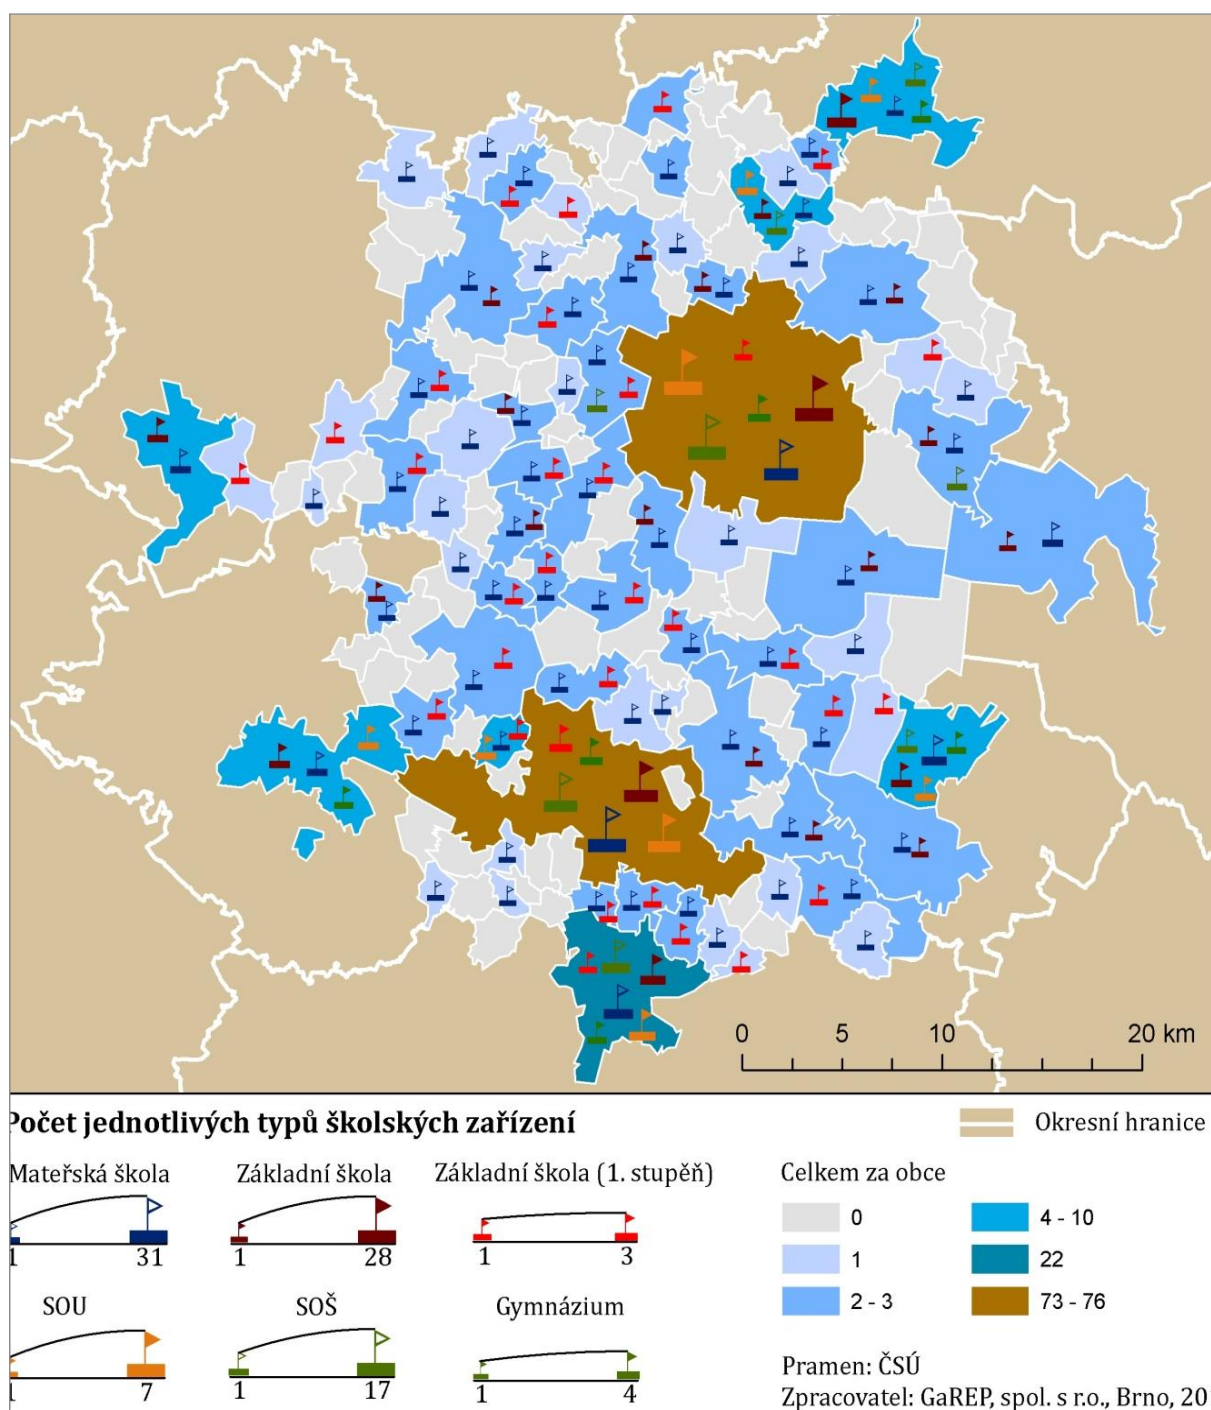 0 5 10 20 km
Počet jednotlivých typů školských zařízení
Okresní hranice
Mateřská škola
Základní škola
Základní škola (1. stupěň)
1 31
1 28
1 3
SOU
SOŠ
Gymnázium
1 7
1 17
1 4
Celkem za obce
0
1
2 - 3
4 - 10
22
73 - 76
Pramen: ČSÚ
Zpracovatel: GaREP, spol. s r.o., Brno, 20